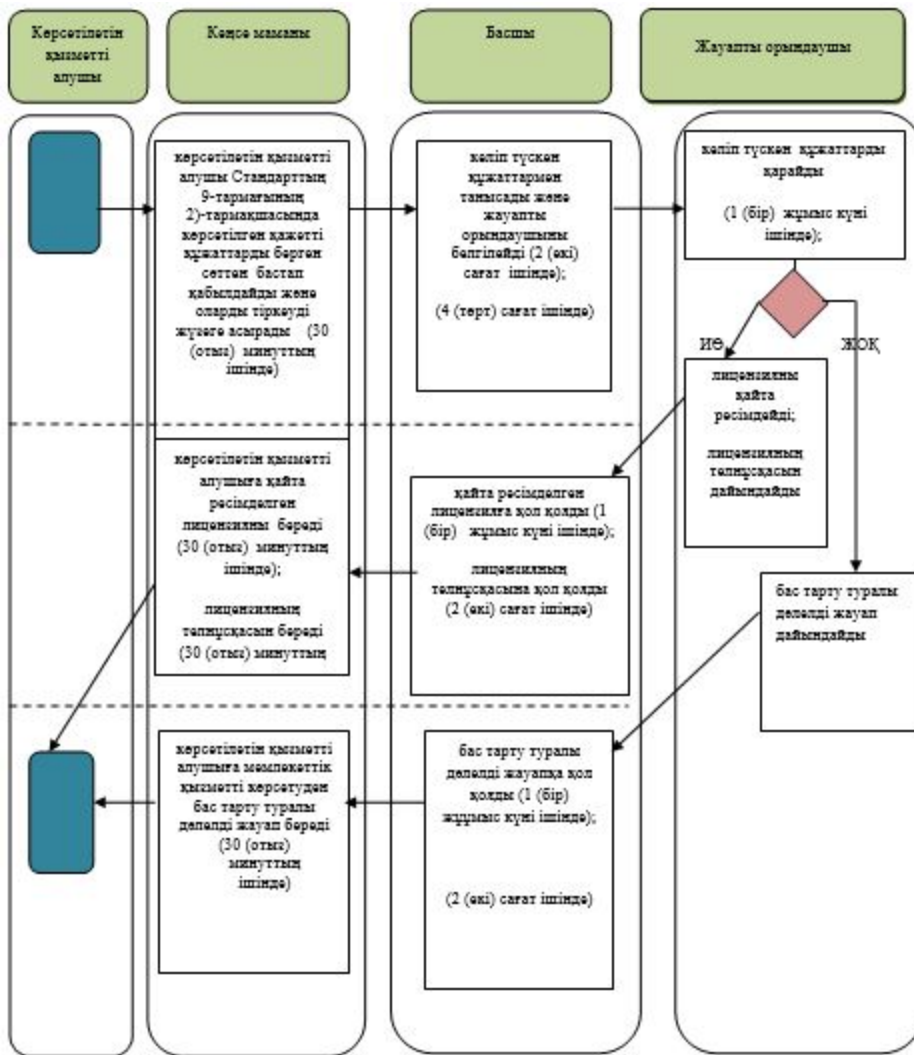 Көрсетілетін
қызметті
алушы
Кеңсе маманы
Басшы
Жауапты орындаушы
көрсетілетін қызметті
алушы Стандарттың
9-тармағының
2)-тармақшасында
көрсетілген қажетті
құжаттарды берген
сәттен бастап
қабылдайды және
оларды тіркеуді
жүзеге асырады (30
(отыз) минуттың
ішінде)
келіп түскен
құжаттармен
танысады және
жауапты
орындаушыны
белгілейді (2 (екі)
сағат ішінде);
(4 (төрт) сағат ішінде)
келіп түскен құжаттарды
қарайды
(1 (бір) жұмыс күні
ішінде);
ИӘ
ЖОҚ
лицензияны
қайта
ресімдейді;
лицензияның
телнұсқасын
дайындайды
көрсетілетін қызметті
алушыға қайта
ресімделген
лицензияны береді
(30 (отыз) минуттың
ішінде);
лицензияның
телнұсқасын береді
(30 (отыз) минуттың
қайта ресімделген
лицензияға қол қояды (1
(бір) жұмыс күні ішінде);
лицензияның
телнұсқасына қол қояды
(2 (екі) сағат ішінде)
бас тарту туралы
дәлелді жауап
дайындайды
көрсетілетін қызметті
алушыға мемлекеттік
қызметті көрсетуден
бас тарту туралы
дәлелді жауап береді
(30 (отыз)
минуттың
ішінде)
бас тарту туралы
дәлелді жауапқа қол
қояды (1 (бір)
жұұмыс күні ішінде);
(2 (екі) сағат ішінде)